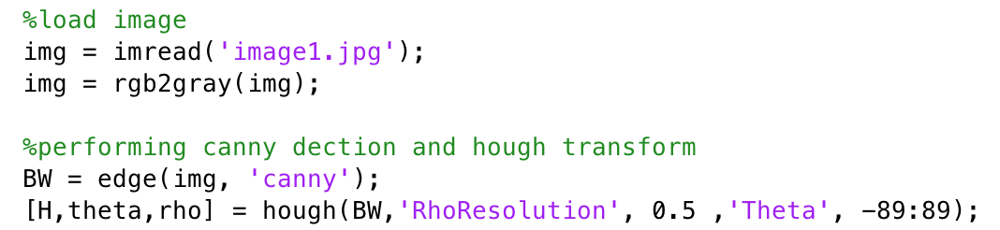 %load image
img = imread('image1.jpg');
img = rgb2gray(img);
%performing canny dection and hough transform
BW = edge(img, 'canny');
[H,theta,rho] = hough(BW,'RhoResolution', 0.5 ,'Theta', -89:89);